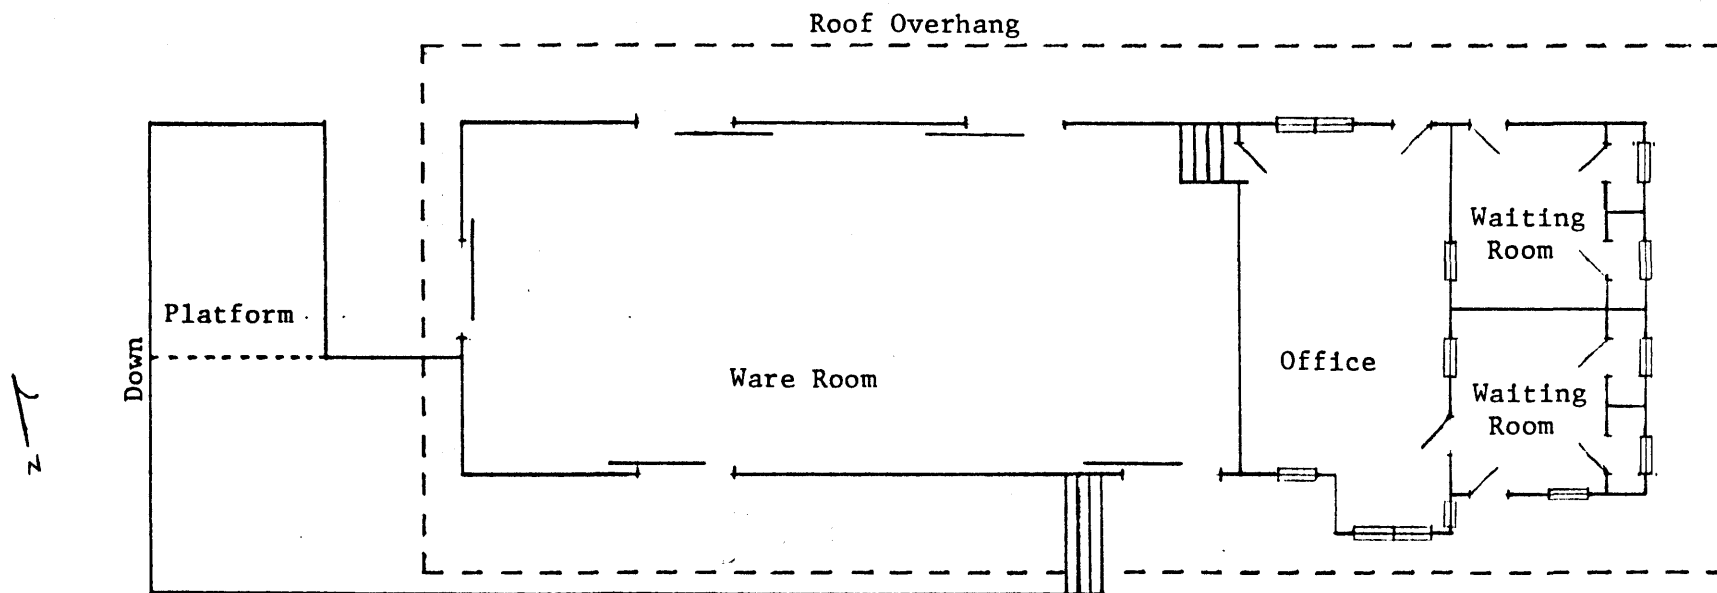 Roof Overhang
Waiting
Room
Platform
Down
Office
Ware Room
Waiting
Room
N